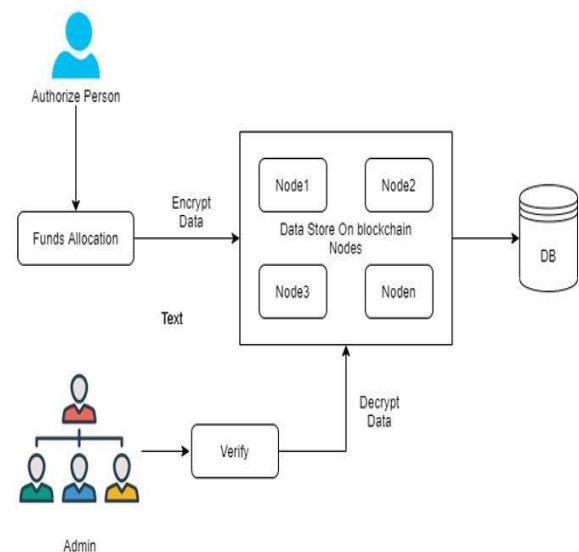 Authorize Person
Node1
Node2
Encrypt
Data
Funds Allocation
Data Store On blockchain
Nodes
DB
Node3
Noden
Text
Decrypt
Data
Verify
Admin